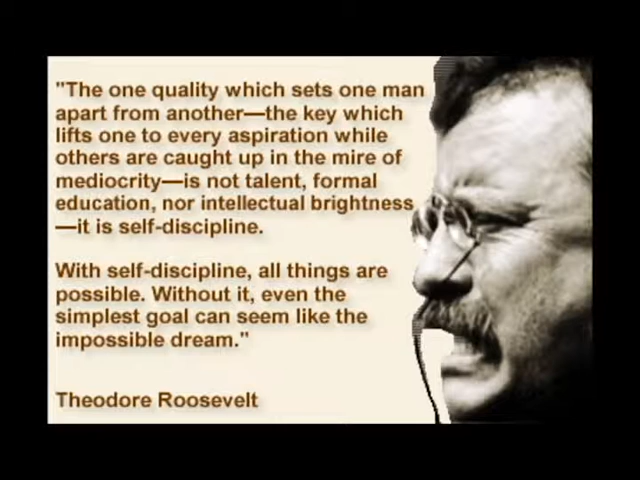 "The one quality which sets one man
apart from another—the key which
lifts one to every aspiration while
others are caught up in the mire of
mediocrity—is not talent, formal
education, nor intellectual brightness
—it is self-discipline.
With self-discipline, all things are
possible. Without it, even the
simplest goal can seem like the
impossible dream."
Theodore Roosevelt